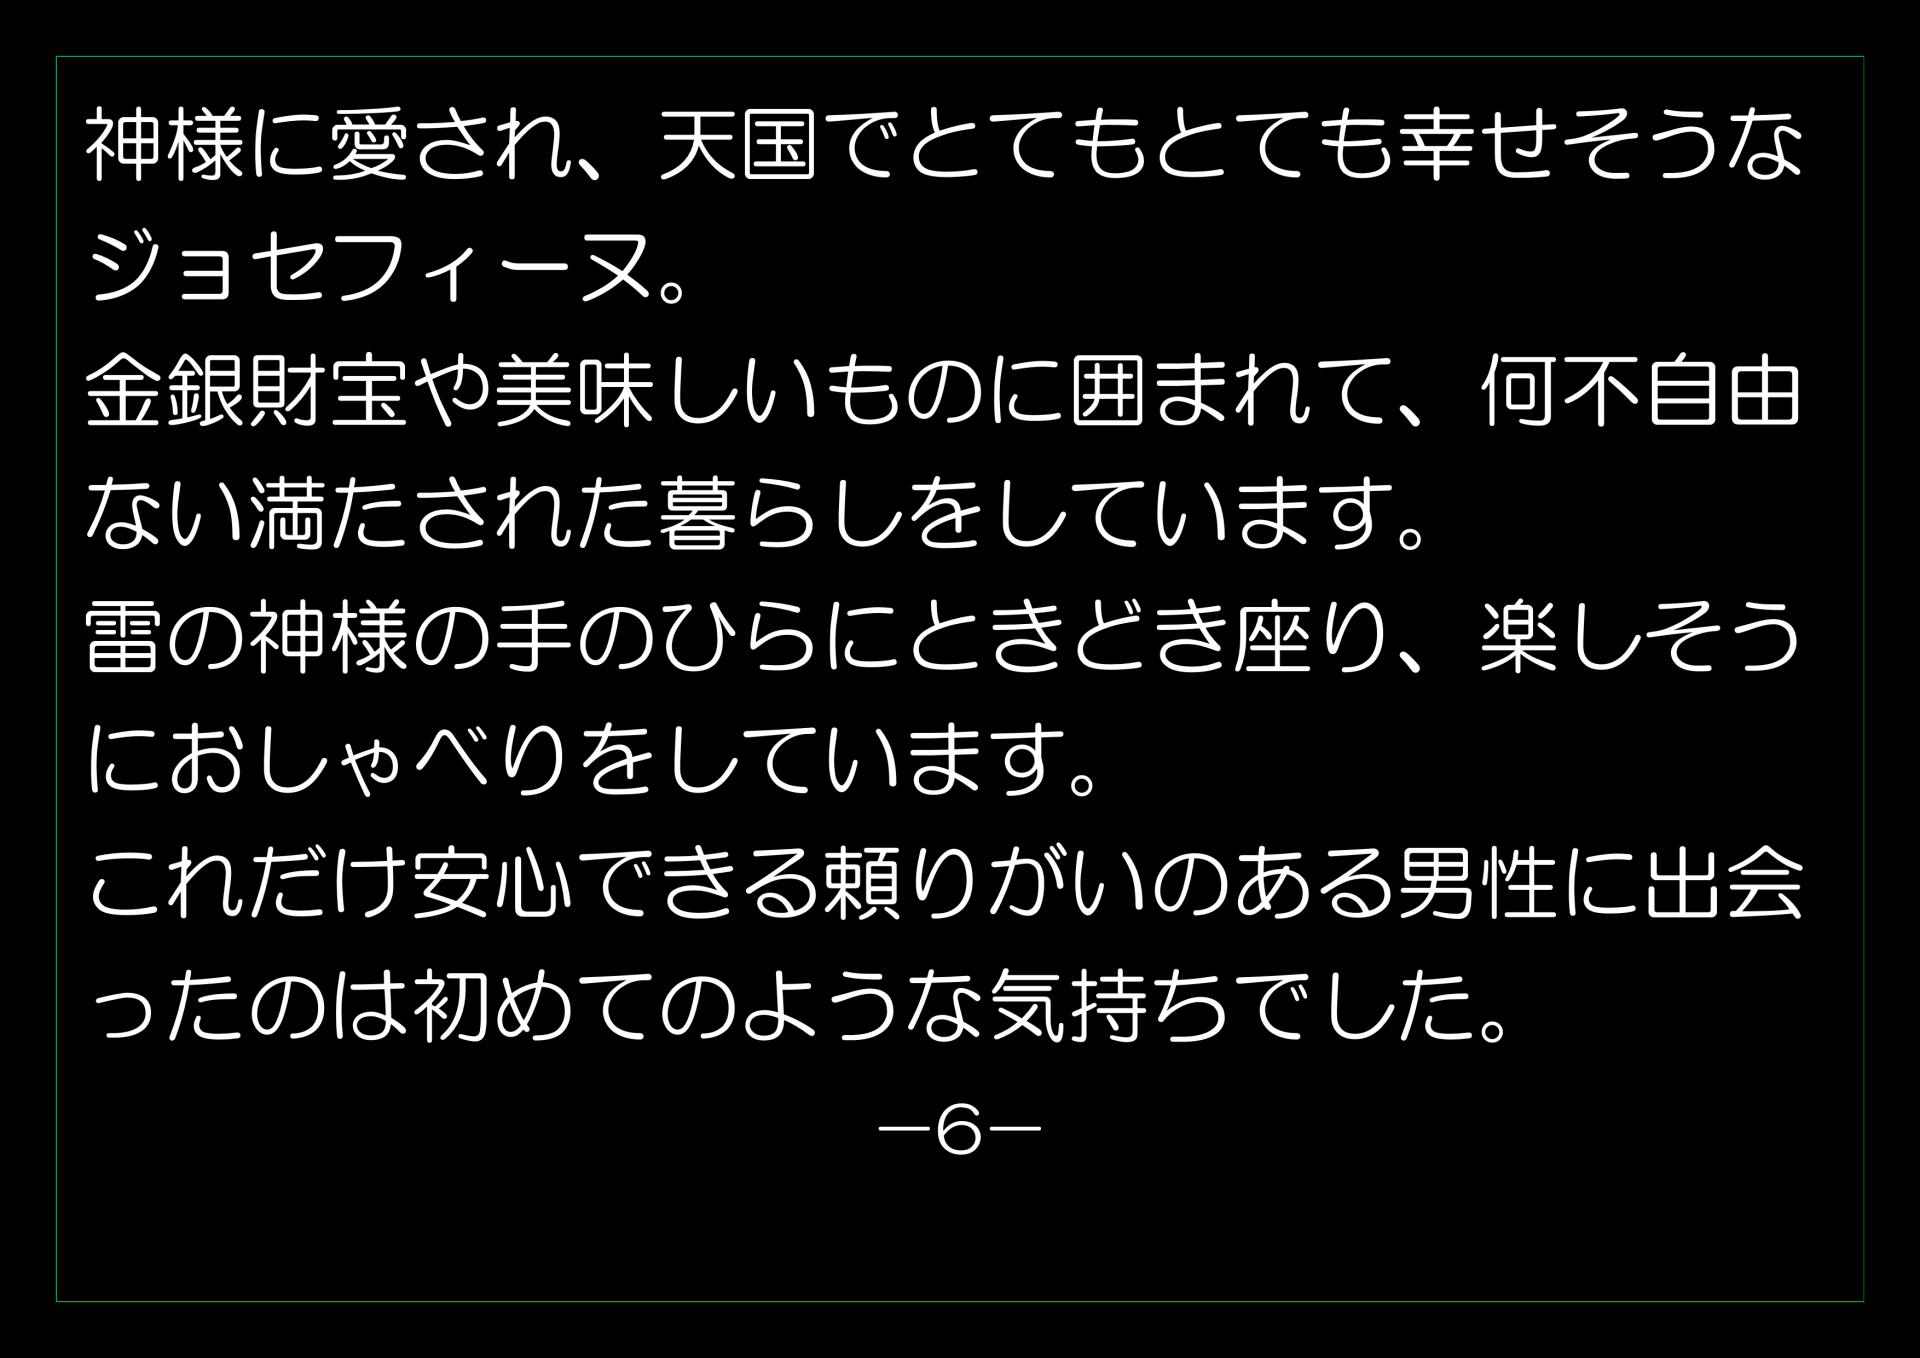 神様に愛され、天国でとてもとても幸せそうな
ジョセフィーヌ。
金銀財宝や美味しいものに囲まれて、何不自由
ない満たされた暮らしをしています。
雷の神様の手のひらにときどき座り、楽しそう
におしゃべりをしています。
これだけ安心できる頼りがいのある男性に出会
ったのは初めてのような気持ちでした。
—6—